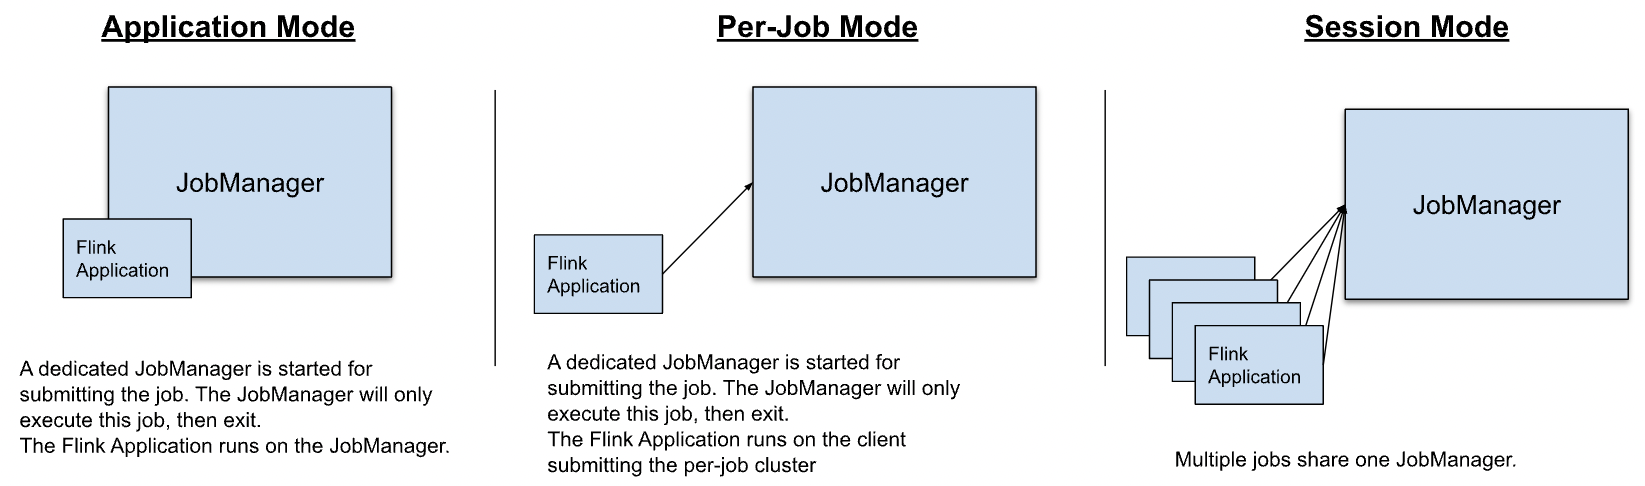 Application Mode
JobManager
Flink
Application
A dedicated JobManager is started for
submitting the job. The JobManager will only
execute this job, then exit.
The Flink Application runs on the JobManager.
Per-Job Mode
JobManager
Flink
Application
A dedicated JobManager is started for
submitting the job. The JobManager will only
execute this job, then exit.
The Flink Application runs on the client
submitting the per-job cluster
Session Mode
JobManager
Flink
Application
Multiple jobs share one JobManager.